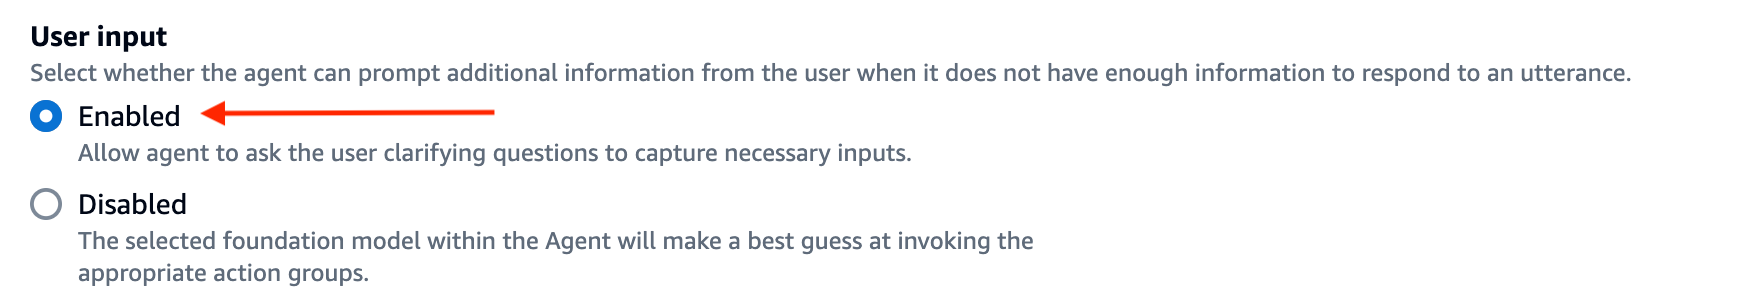 User input
Select whether the agent can prompt additional information from the user when it does not have enough information to respond to an utterance.
Enabled
Allow agent to ask the user clarifying questions to capture necessary inputs.
Disabled
The selected foundation model within the Agent will make a best guess at invoking the
appropriate action groups.